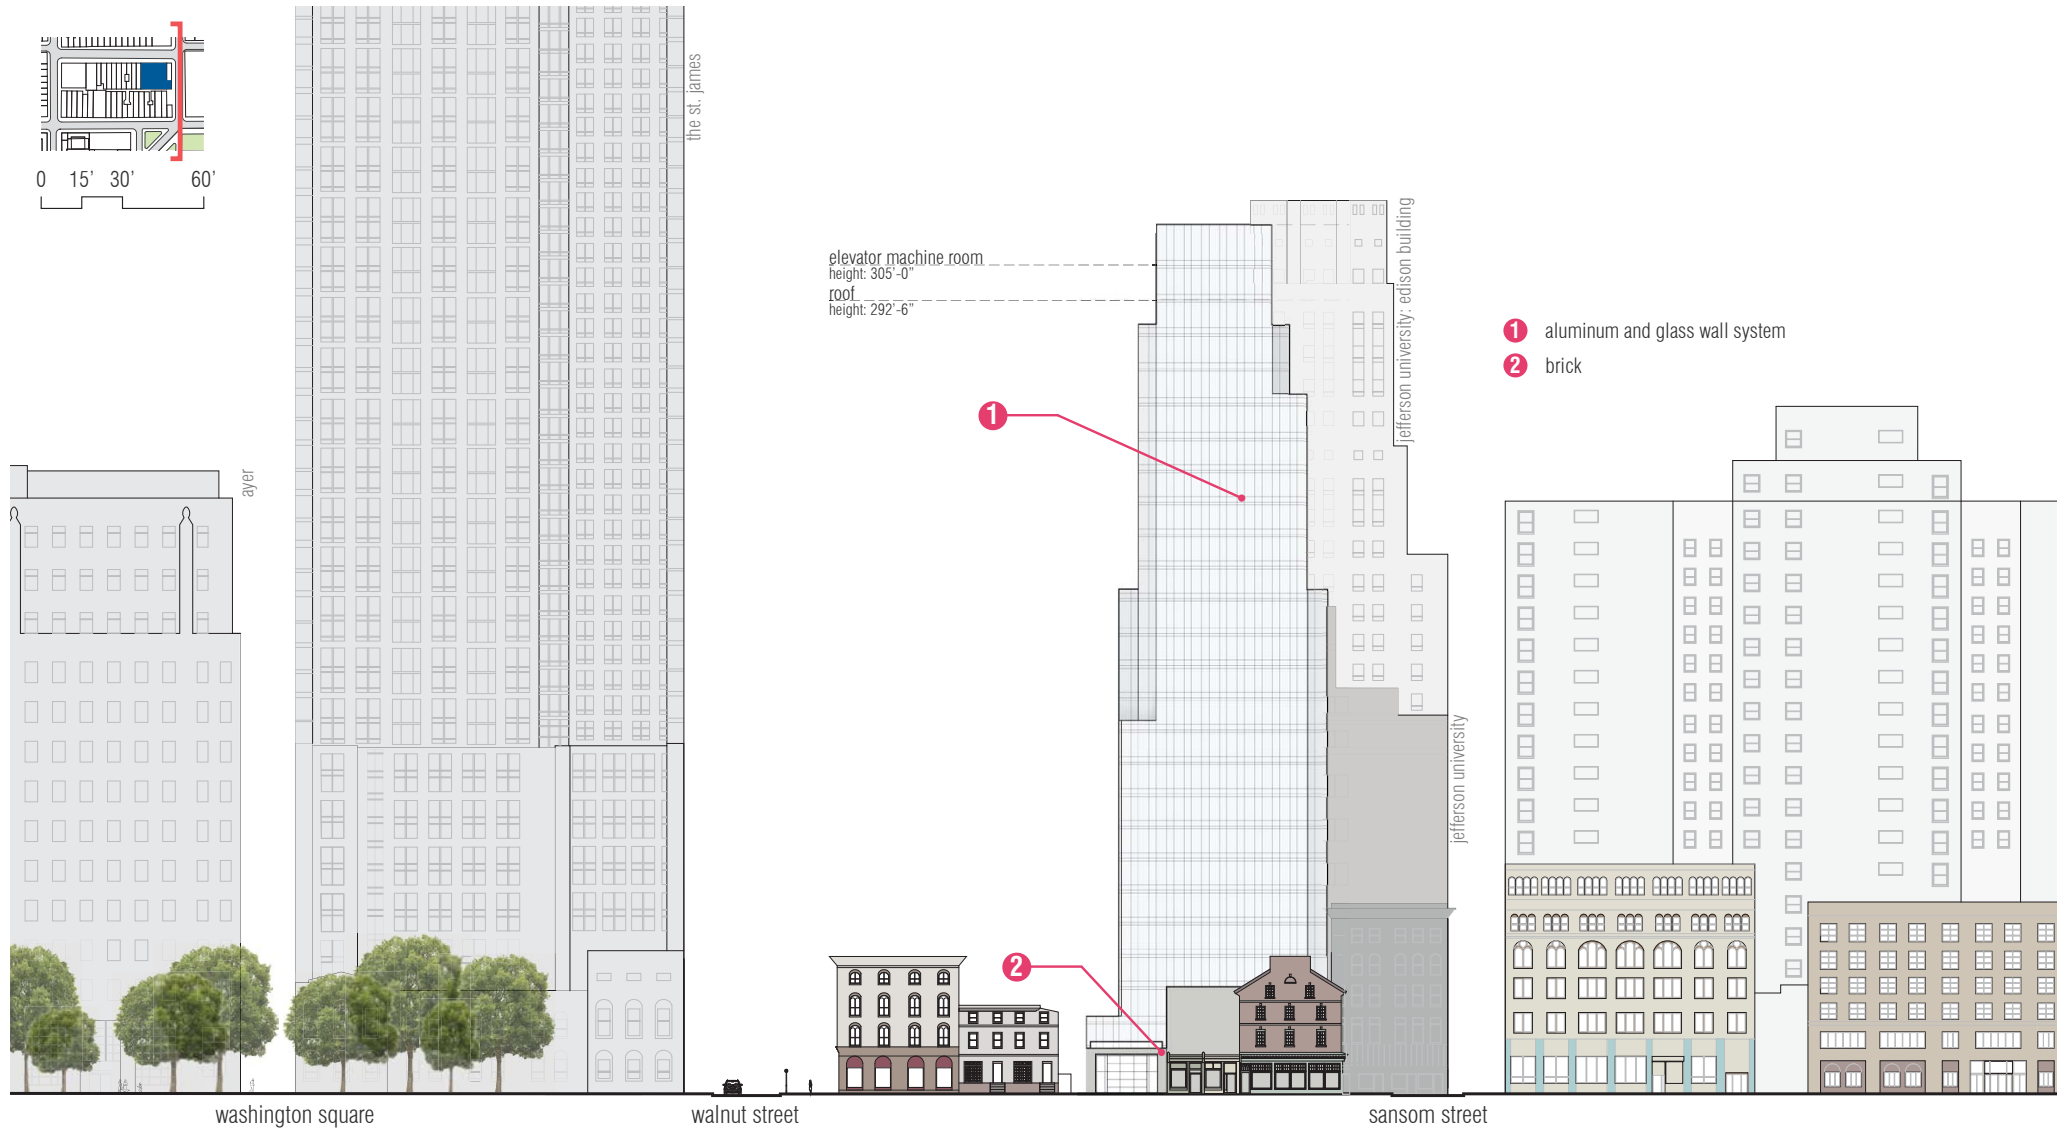 0 15' 30' 60'
the st. james
ayer
elevator machine room
height: 305'-0"
roof
height: 292'-6"
jefferson university: edison building
1 aluminum and glass wall system
2 brick
1
2
jefferson university
washington square
walnut street
sansom street